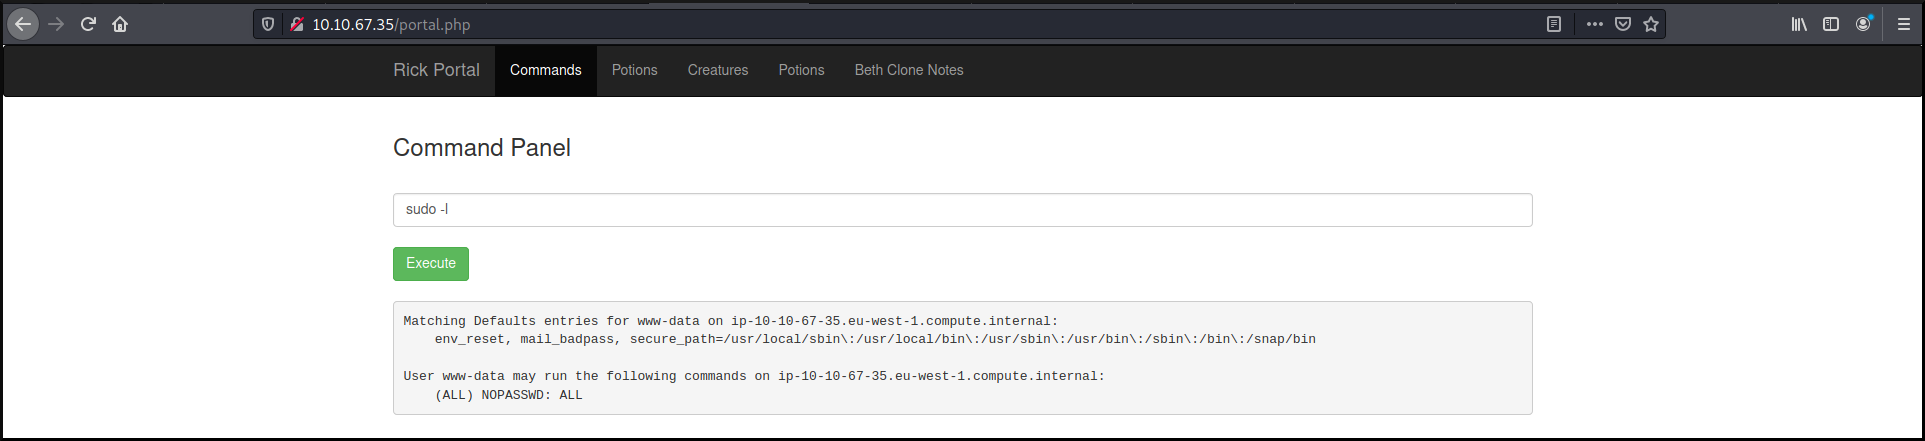 10.10.67.35/portal.php
Rick Portal Commands Potions Creatures Potions Beth Clone Notes
Command Panel
sudo -l
Execute
Matching Defaults entries for www-data on ip-10-10-67-35.eu-west-1.compute.internal:
    env_reset, mail_badpass, secure_path=/usr/local/sbin\:/usr/local/bin\:/usr/sbin\:/usr/bin\:/sbin\:/bin\:/snap/bin
User www-data may run the following commands on ip-10-10-67-35.eu-west-1.compute.internal:
    (ALL) NOPASSWD: ALL